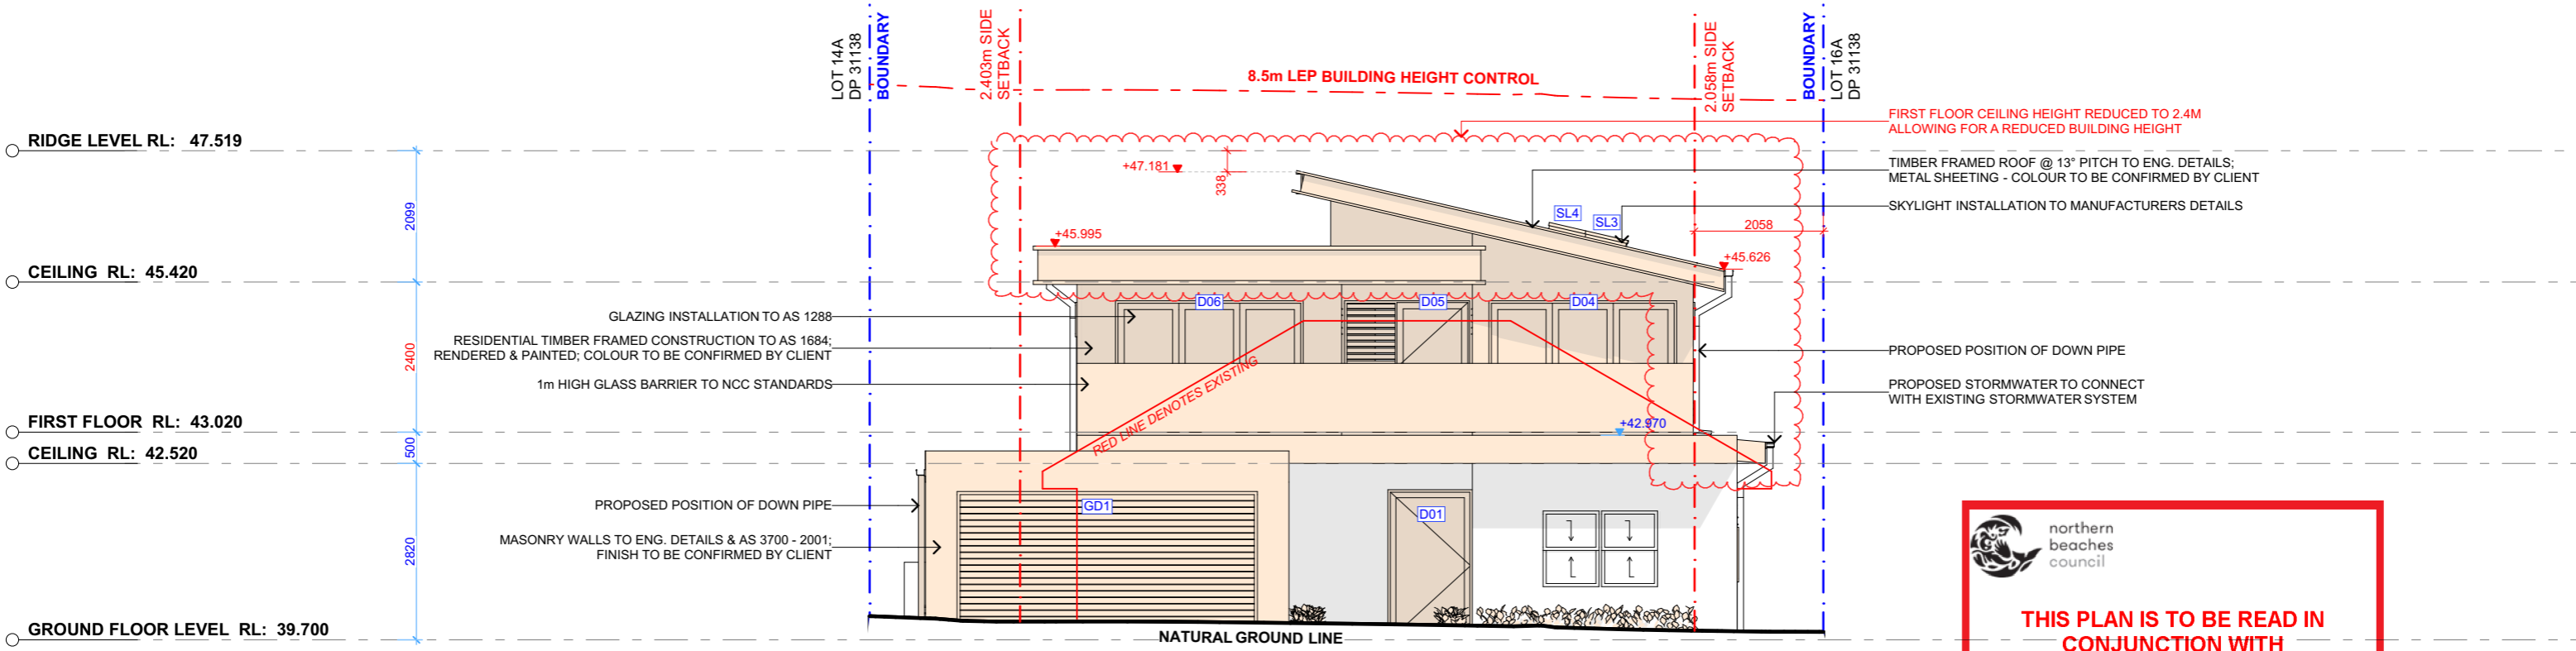 LOT 14A
DP 31138
BOUNDARY
2.403m SIDE
SETBACK
8.5m LEP BUILDING HEIGHT CONTROL
2.058m SIDE
SETBACK
BOUNDARY
LOT 16A
DP 31138
RIDGE LEVEL RL: 47.519
CEILING RL: 45.420
FIRST FLOOR RL: 43.020
CEILING RL: 42.520
GROUND FLOOR LEVEL RL: 39.700
2099
2400
500
2820
GLAZING INSTALLATION TO AS 1288
RESIDENTIAL TIMBER FRAMED CONSTRUCTION TO AS 1684;
RENDERED & PAINTED; COLOUR TO BE CONFIRMED BY CLIENT
1m HIGH GLASS BARRIER TO NCC STANDARDS
PROPOSED POSITION OF DOWN PIPE
MASONRY WALLS TO ENG. DETAILS & AS 3700 - 2001;
FINISH TO BE CONFIRMED BY CLIENT
+47.181
338
+45.995
SL4
SL3
2058
+45.626
D06
D05
D04
RED LINE DENOTES EXISTING
+42.970
GD1
D01
NATURAL GROUND LINE
FIRST FLOOR CEILING HEIGHT REDUCED TO 2.4M
ALLOWING FOR A REDUCED BUILDING HEIGHT
TIMBER FRAMED ROOF @ 13° PITCH TO ENG. DETAILS;
METAL SHEETING - COLOUR TO BE CONFIRMED BY CLIENT
SKYLIGHT INSTALLATION TO MANUFACTURERS DETAILS
PROPOSED POSITION OF DOWN PIPE
PROPOSED STORMWATER TO CONNECT
WITH EXISTING STORMWATER SYSTEM
northern
beaches
council
THIS PLAN IS TO BE READ IN
CONJUNCTION WITH